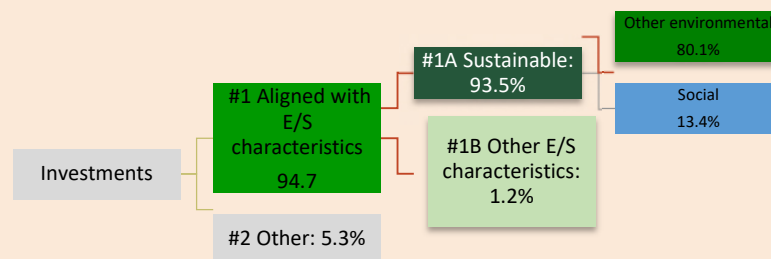 Investments
#1 Aligned with
E/S
characteristics
94.7
#2 Other: 5.3%
#1A Sustainable:
93.5%
#1B Other E/S
characteristics:
1.2%
Other environmental
80.1%
Social
13.4%